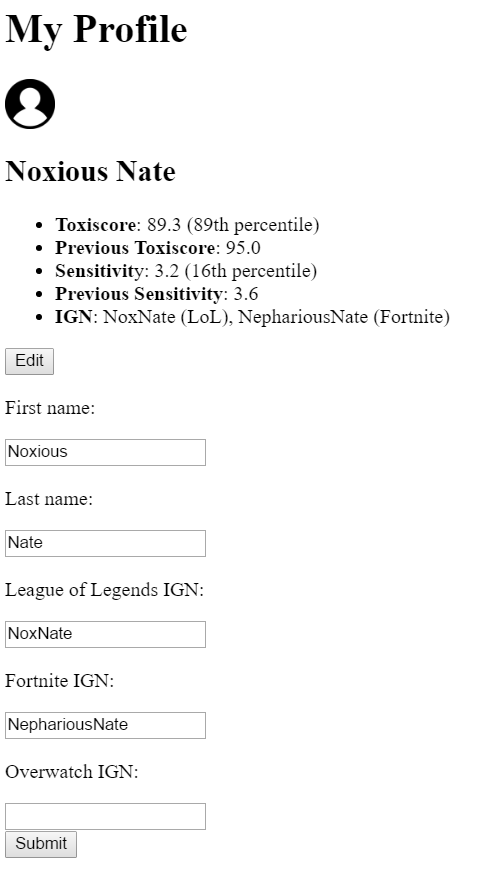 My Profile
Noxious Nate
Toxiscore: 89.3 (89th percentile)
Previous Toxiscore: 95.0
Sensitivity: 3.2 (16th percentile)
Previous Sensitivity: 3.6
IGN: NoxNate (LoL), NephariousNate (Fortnite)
Edit
First name:
Noxious
Last name:
Nate
League of Legends IGN:
NoxNate
Fortnite IGN:
NephariousNate
Overwatch IGN:
Submit